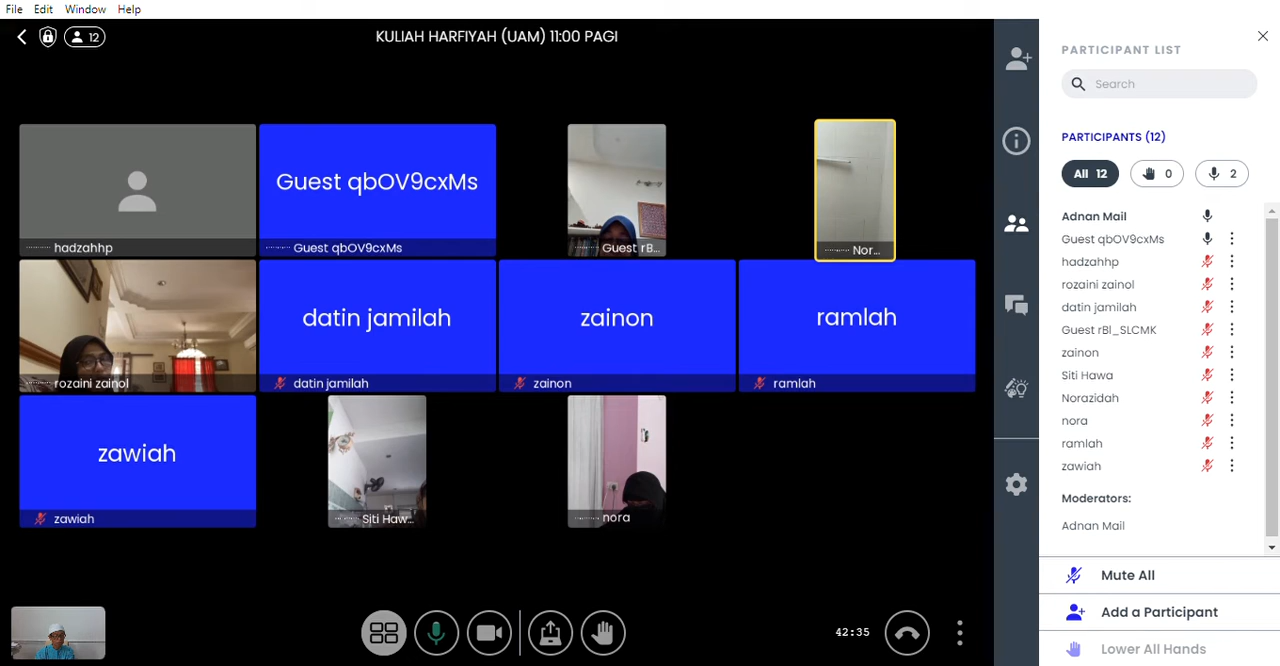 File Edit Window Help
12
KULIAH HARFIYAH (UAM) 11:00 PAGI
hadzahhp
Guest qbOV9cxMs
Guest qbOV9cxMs
Guest rB...
Nor...
rozaini zainol
datin jamilah
datin jamilah
zainon
zainon
ramlah
ramlah
zawiah
zawiah
Siti Haw...
nora
42:35
PARTICIPANT LIST
Search
PARTICIPANTS (12)
All 12 0 2
Adnan Mail
Guest qbOV9cxMs
hadzahhp
rozaini zainol
datin jamilah
Guest rBI_SLCMK
zainon
Siti Hawa
Norazidah
nora
ramlah
zawiah
Moderators:
Adnan Mail
Mute All
Add a Participant
Lower All Hands